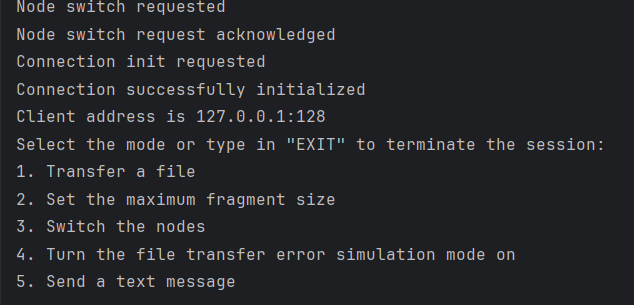 Node switch requested
Node switch request acknowledged
Connection init requested
Connection successfully initialized
Client address is 127.0.0.1:128
Select the mode or type in "EXIT" to terminate the session:
1. Transfer a file
2. Set the maximum fragment size
3. Switch the nodes
4. Turn the file transfer error simulation mode on
5. Send a text message